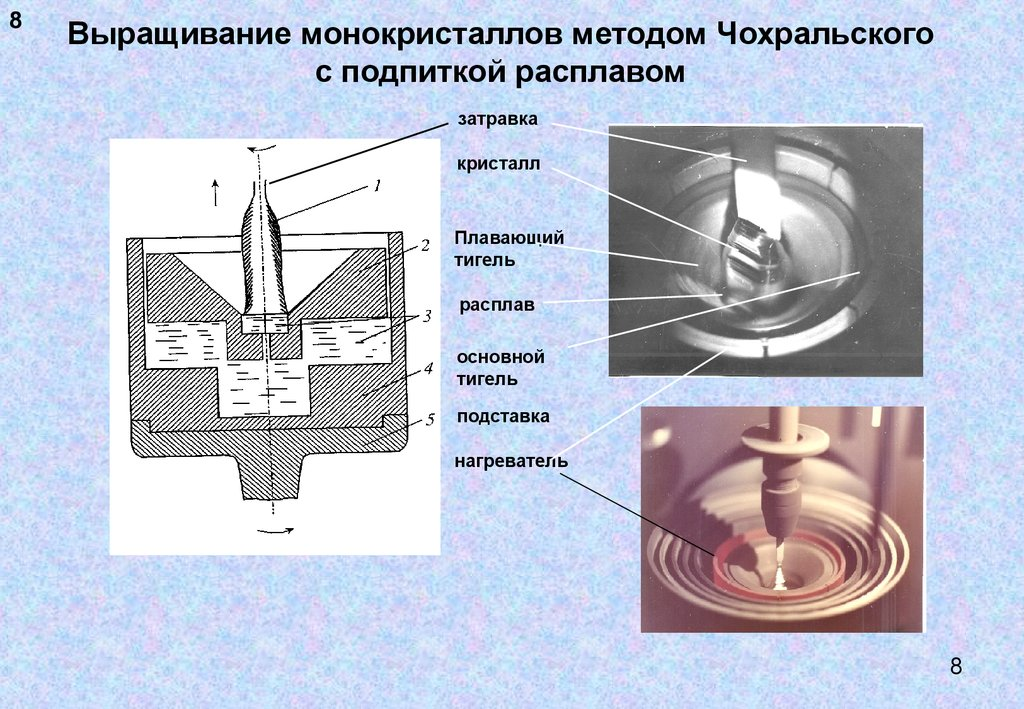 8
Выращивание монокристаллов методом Чохральского
с подпиткой расплавом
затравка
кристалл
1
2
Плавающий
тигель
расплав
3
основной
тигель
4
5
подставка
нагреватель
8